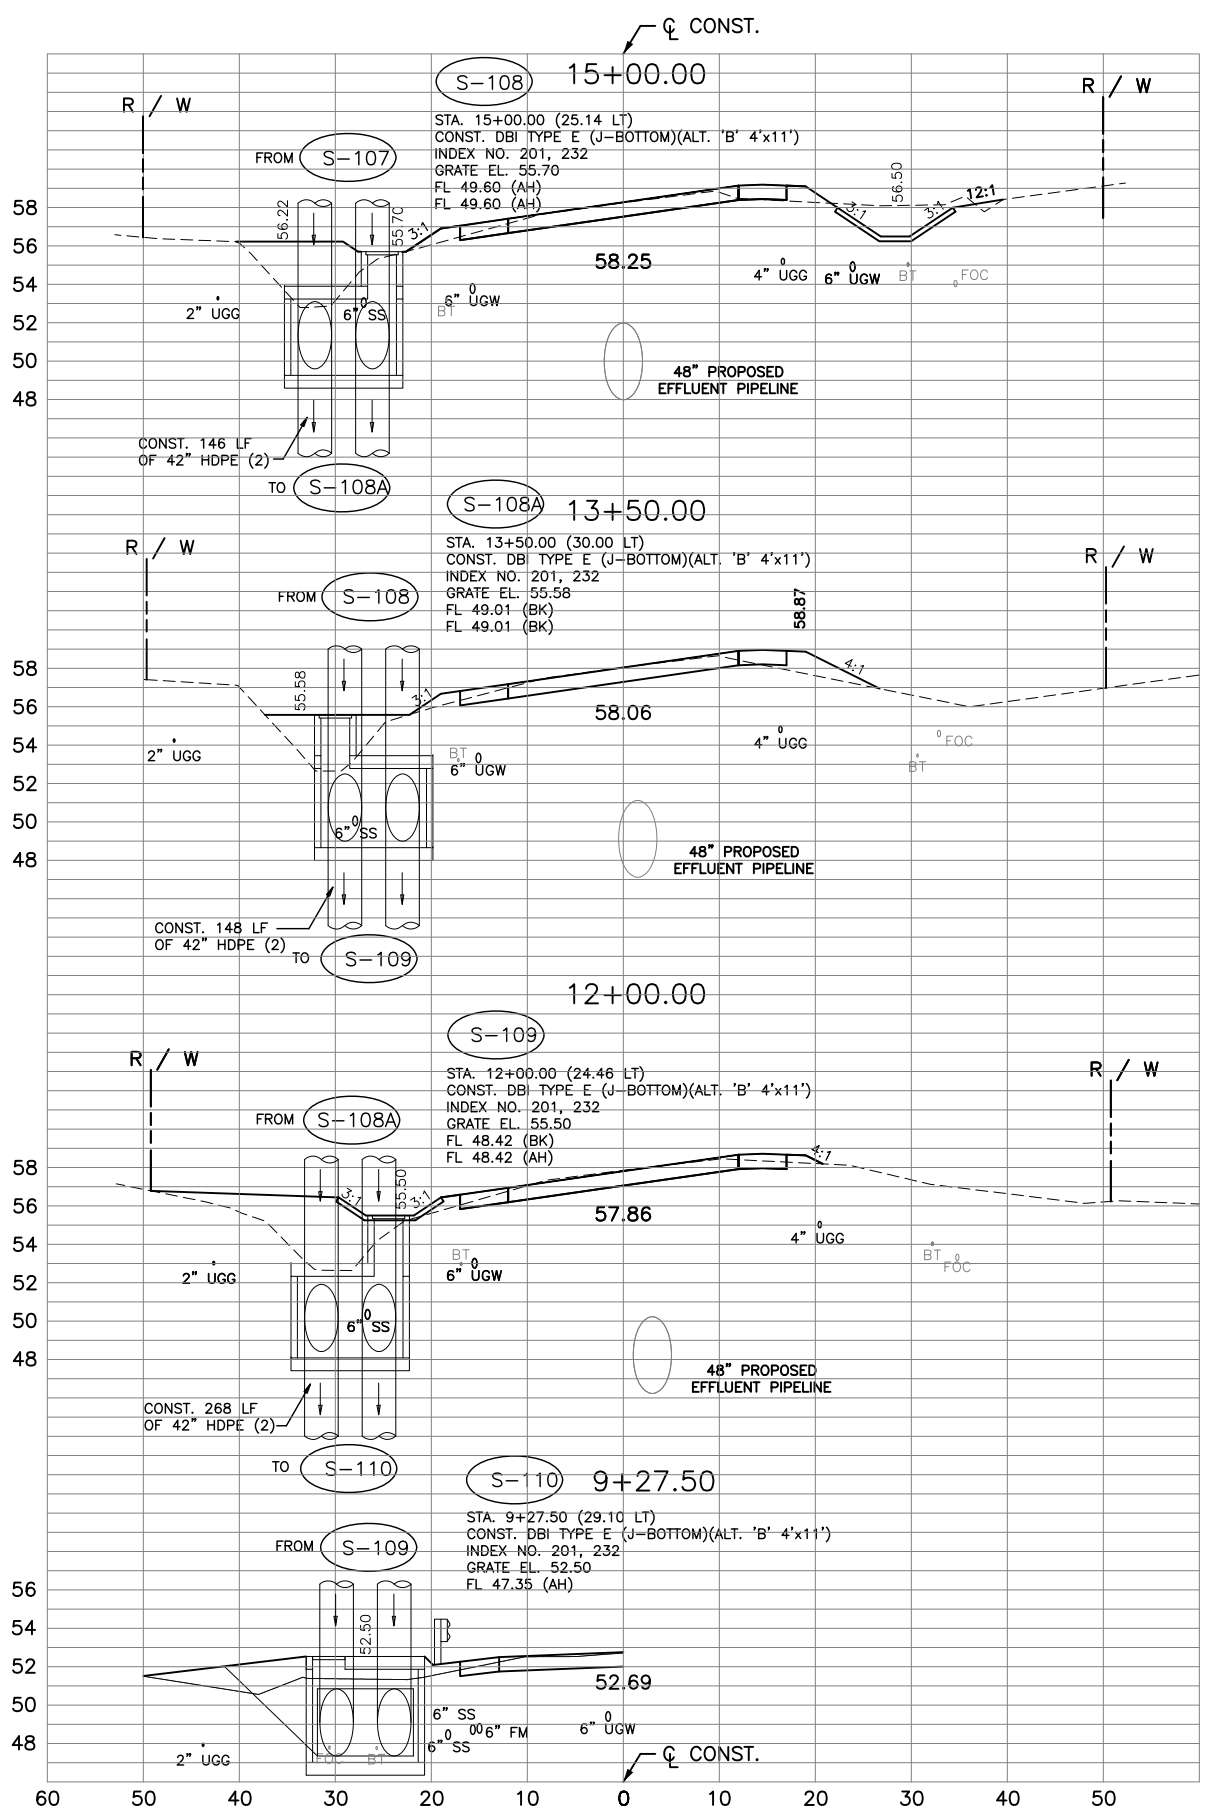 ℄ CONST.
S-108 15+00.00
R / W
R / W
STA. 15+00.00 (25.14 LT)
CONST. DBI TYPE E (J-BOTTOM)(ALT. 'B' 4'x11')
INDEX NO. 201, 232
GRATE EL. 55.70
FL 49.60 (AH)
FL 49.60 (AH)
FROM S-107
56.22
55.70
3:1
3:1
56.50
3:1
12:1
58
56
54
52
50
48
58.25
2" UGG
6" SS
6" UGW
BT
4" UGG
6" UGW
BT
FOC
48" PROPOSED
EFFLUENT PIPELINE
CONST. 146 LF
OF 42" HDPE (2)
TO S-108A
S-108A 13+50.00
R / W
R / W
STA. 13+50.00 (30.00 LT)
CONST. DBI TYPE E (J-BOTTOM)(ALT. 'B' 4'x11')
INDEX NO. 201, 232
GRATE EL. 55.58
FL 49.01 (BK)
FL 49.01 (BK)
FROM S-108
55.58
3:1
58.87
4:1
58
56
54
52
50
48
58.06
2" UGG
BT
6" UGW
4" UGG
FOC
BT
6" SS
48" PROPOSED
EFFLUENT PIPELINE
CONST. 148 LF
OF 42" HDPE (2)
TO S-109
12+00.00
S-109
R / W
R / W
STA. 12+00.00 (24.46 LT)
CONST. DBI TYPE E (J-BOTTOM)(ALT. 'B' 4'x11')
INDEX NO. 201, 232
GRATE EL. 55.50
FL 48.42 (BK)
FL 48.42 (AH)
FROM S-108A
3:1
55.50
3:1
4:1
58
56
54
52
50
48
57.86
2" UGG
BT
6" UGW
4" UGG
BT
FOC
6" SS
48" PROPOSED
EFFLUENT PIPELINE
CONST. 268 LF
OF 42" HDPE (2)
TO S-110
S-110 9+27.50
STA. 9+27.50 (29.10 LT)
CONST. DBI TYPE E (J-BOTTOM)(ALT. 'B' 4'x11')
INDEX NO. 201, 232
GRATE EL. 52.50
FL 47.35 (AH)
FROM S-109
52.50
56
54
52
50
48
52.69
6" SS
6" FM
6" SS
6" UGW
2" UGG
FOC
BT
℄ CONST.
60 50 40 30 20 10 0 10 20 30 40 50